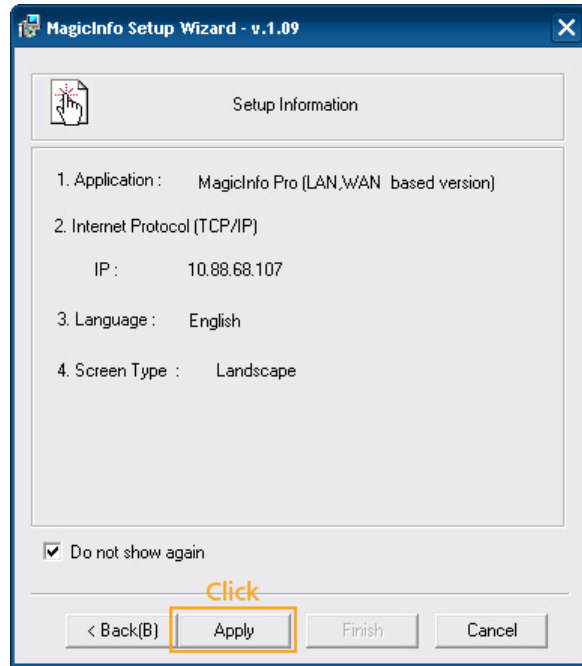 MagicInfo Setup Wizard - v.1.09
Setup Information
1. Application : MagicInfo Pro (LAN,WAN based version)
2. Internet Protocol (TCP/IP)
IP : 10.88.68.107
3. Language : English
4. Screen Type : Landscape
Do not show again
Click
< Back(B) Apply Finish Cancel